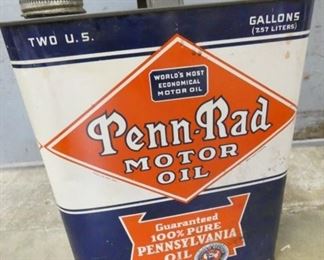 TWO U.S. GALLONS
(7.57 LITERS)
WORLD'S MOST
ECONOMICAL
MOTOR OIL
Penn-Rad
MOTOR
OIL
Guaranteed
100% PURE
PENNSYLVANIA
OIL